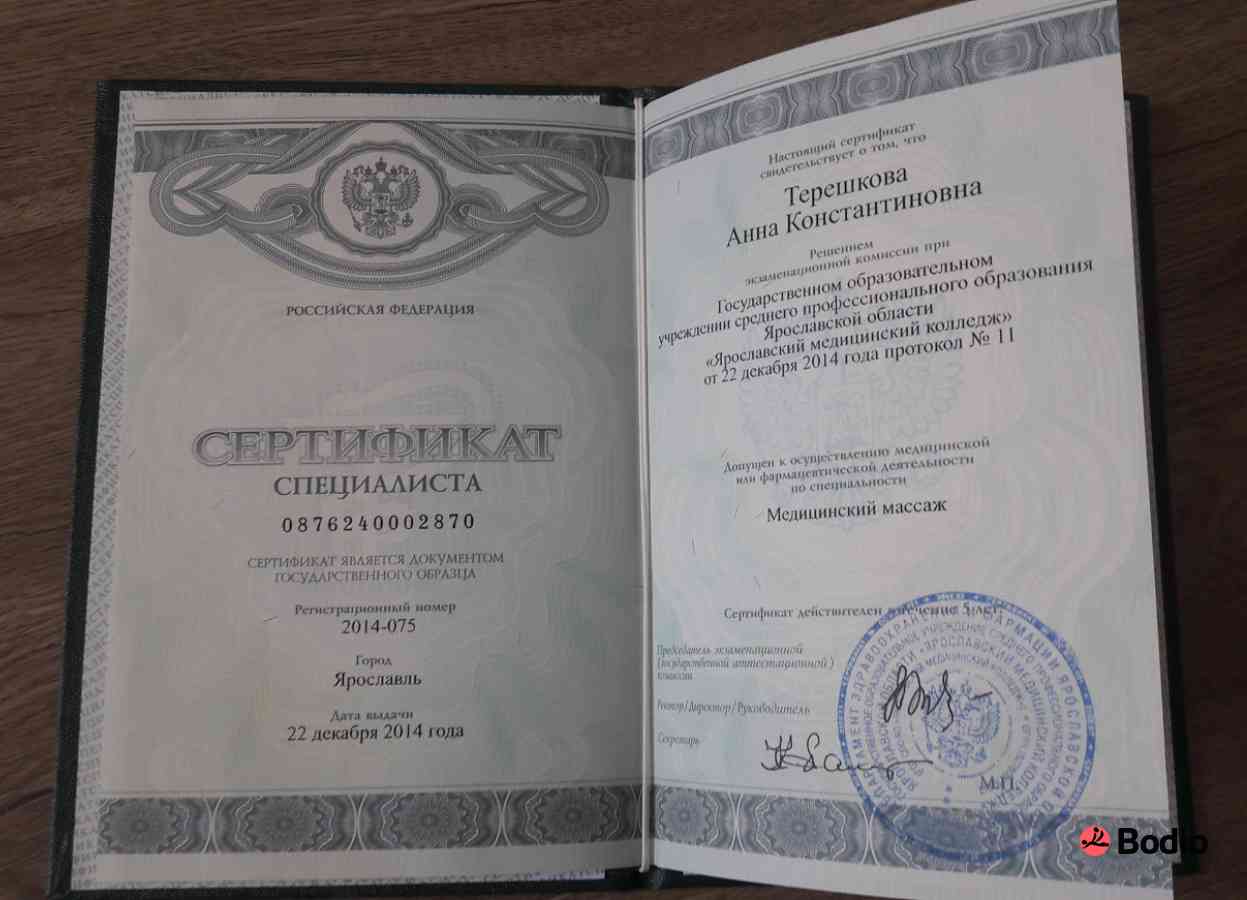 РОССИЙСКАЯ ФЕДЕРАЦИЯ
СЕРТИФИКАТ
СПЕЦИАЛИСТА
0876240002870
СЕРТИФИКАТ ЯВЛЯЕТСЯ ДОКУМЕНТОМ
ГОСУДАРСТВЕННОГО ОБРАЗЦА
Регистрационный номер
2014-075
Город
Ярославль
Дата выдачи
22 декабря 2014 года
Настоящий сертификат
свидетельствует о том, что
Терешкова
Анна Константиновна
Решением
экзаменационной комиссии при
Государственном образовательном
учреждении среднего профессионального образования
Ярославской области
«Ярославский медицинский колледж»
от 22 декабря 2014 года протокол № 11
Допущен к осуществлению медицинской
или фармацевтической деятельности
по специальности
Медицинский массаж
Сертификат действителен в течение 5 лет.
Председатель экзаменационной
(государственной аттестационной)
комиссии
Ректор/Директор/Руководитель
Секретарь
М.П.
Bodio